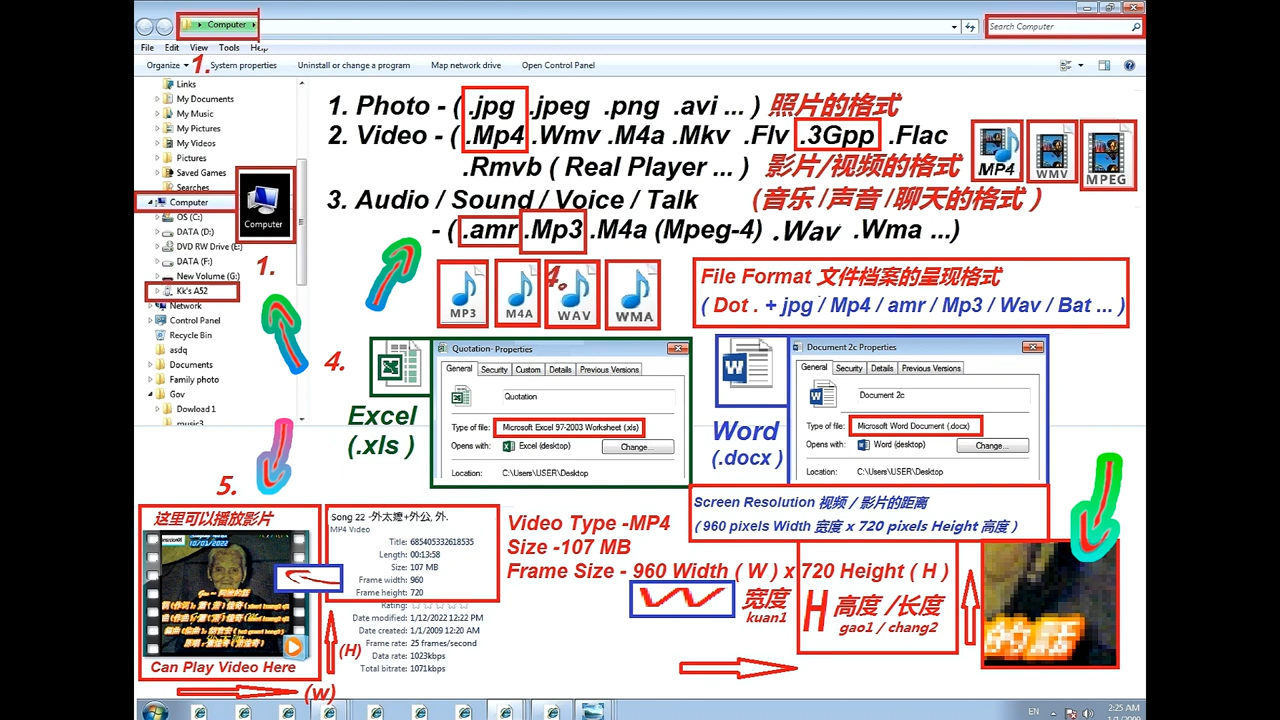 Computer
Search Computer
File Edit View Tools Help
Organize
1.
System properties
Uninstall or change a program
Map network drive
Open Control Panel
Links
My Documents
My Music
My Pictures
My Videos
Pictures
Saved Games
Searches
Computer
OS (C:)
DATA (D:)
DVD RW Drive (E:)
DATA (F:)
New Volume (G:)
Kk's A52
Network
Control Panel
Recycle Bin
asdq
Documents
Family photo
Gov
Dowload 1
music3
Computer
1.
1. Photo - ( .jpg .jpeg .png .avi ... ) 照片的格式
2. Video - ( .Mp4 .Wmv .M4a .Mkv .Flv .3Gpp .Flac
.Rmvb ( Real Player ... ) 影片/视频的格式
MP4
WMV
MPEG
3. Audio / Sound / Voice / Talk (音乐 /声音 /聊天的格式 )
- ( .amr .Mp3 .M4a (Mpeg-4) .Wav .Wma ...)
MP3
M4A
4.
WAV
WMA
File Format 文件档案的呈现格式
( Dot . + jpg / Mp4 / amr / Mp3 / Wav / Bat ... )
4.
Excel
(.xls )
Quotation- Properties
General Security Custom Details Previous Versions
Quotation
Type of file: Microsoft Excel 97-2003 Worksheet (.xls)
Opens with: Excel (desktop) Change...
Location: C:\Users\USER\Desktop
Word
(.docx )
Document 2c Properties
General Security Details Previous Versions
Document 2c
Type of file: Microsoft Word Document (.docx)
Opens with: Word (desktop) Change...
Location: C:\Users\USER\Desktop
5.
Screen Resolution 视频 / 影片的距离
( 960 pixels Width 宽度 x 720 pixels Height 高度 )
这里可以播放影片
10/01/2022
Can Play Video Here
Song 22 -外太嬷+外公, 外.
MP4 Video
Title: 685405332618535
Length: 00:13:58
Size: 107 MB
Frame width: 960
Frame height: 720
Rating:
Date modified: 1/12/2022 12:22 PM
Date created: 1/1/2009 12:20 AM
Frame rate: 25 frames/second
Data rate: 1023kbps
Total bitrate: 1071kbps
(H)
(w)
Video Type -MP4
Size -107 MB
Frame Size - 960 Width ( W ) x 720 Height ( H )
W 宽度
kuan1
H 高度 /长度
gao1 / chang2
的話
EN
2:25 AM